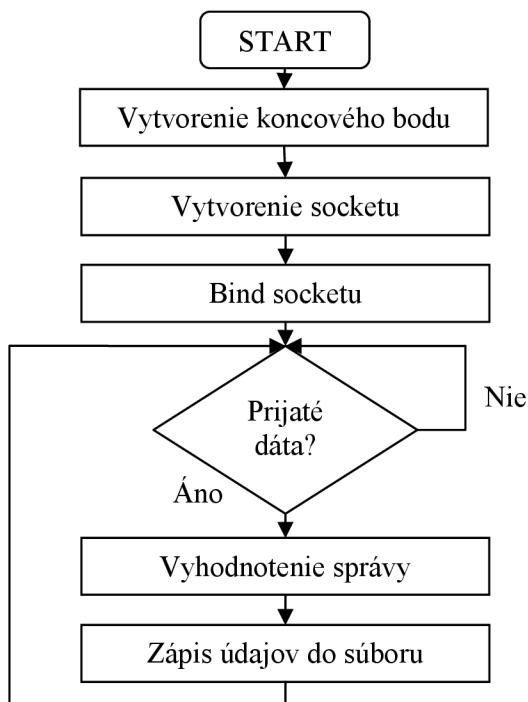 START
Vytvorenie koncového bodu
Vytvorenie socketu
Bind socketu
Prijaté
dáta?
Nie
Áno
Vyhodnotenie správy
Zápis údajov do súboru